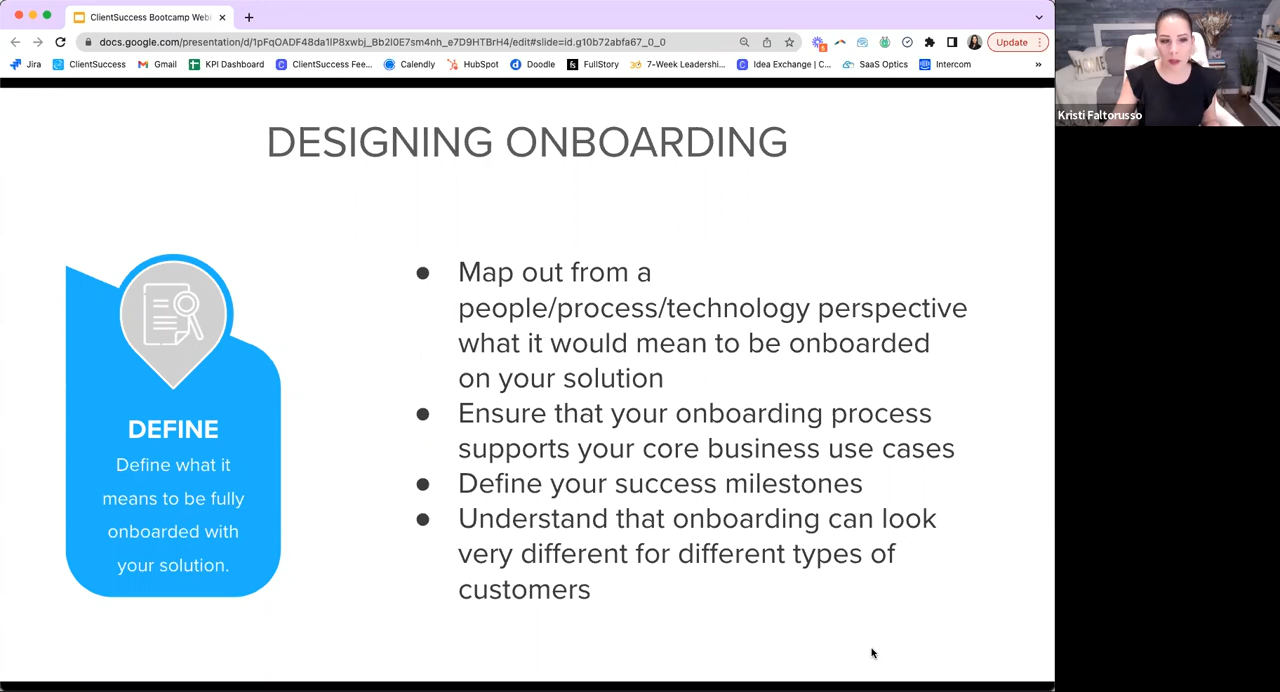 ClientSuccess Bootcamp Web
docs.google.com/presentation/d/1pFqOADF48da1lP8xwbj_Bb2l0E7sm4nh_e7D9HTBrH4/edit#slide=id.g10b72abfa67_0_0
Update
Jira ClientSuccess Gmail KPI Dashboard ClientSuccess Fee... Calendly HubSpot Doodle FullStory 7-Week Leadershi... Idea Exchange | C... SaaS Optics Intercom »
Kristi Faltorusso
DESIGNING ONBOARDING
DEFINE
Define what it
means to be fully
onboarded with
your solution.
● Map out from a
people/process/technology perspective
what it would mean to be onboarded
on your solution
● Ensure that your onboarding process
supports your core business use cases
● Define your success milestones
● Understand that onboarding can look
very different for different types of
customers